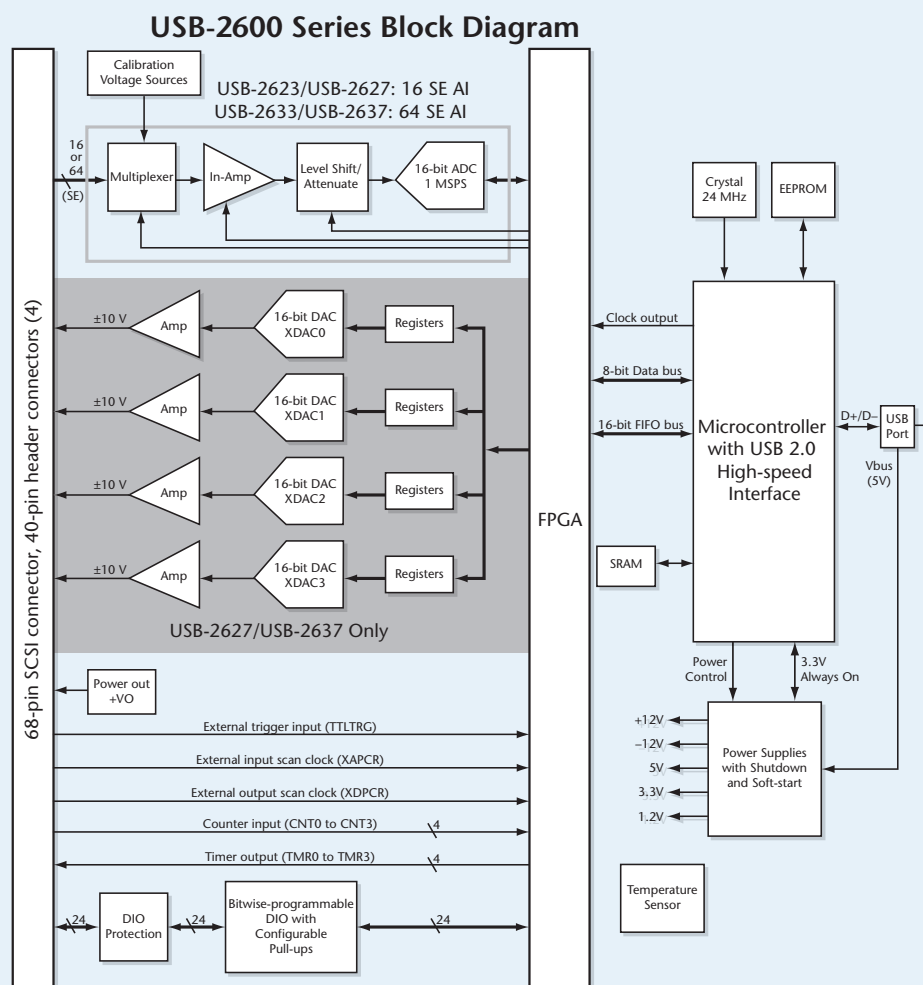 USB-2600 Series Block Diagram
Calibration
Voltage Sources
USB-2623/USB-2627: 16 SE AI
USB-2633/USB-2637: 64 SE AI
16
or
64
(SE)
Multiplexer
In-Amp
Level Shift/
Attenuate
16-bit ADC
1 MSPS
Crystal
24 MHz
EEPROM
68-pin SCSI connector, 40-pin header connectors (4)
±10 V
Amp
16-bit DAC
XDAC0
Registers
±10 V
Amp
16-bit DAC
XDAC1
Registers
±10 V
Amp
16-bit DAC
XDAC2
Registers
±10 V
Amp
16-bit DAC
XDAC3
Registers
USB-2627/USB-2637 Only
FPGA
Clock output
8-bit Data bus
16-bit FIFO bus
Microcontroller
with USB 2.0
High-speed
Interface
D+/D–
USB
Port
Vbus
(5V)
SRAM
Power
Control
3.3V
Always On
Power out
+VO
External trigger input (TTLTRG)
External input scan clock (XAPCR)
External output scan clock (XDPCR)
Counter input (CNT0 to CNT3)
4
Timer output (TMR0 to TMR3)
4
+12V
–12V
5V
3.3V
1.2V
Power Supplies
with Shutdown
and Soft-start
24
DIO
Protection
24
Bitwise-programmable
DIO with
Configurable
Pull-ups
24
Temperature
Sensor